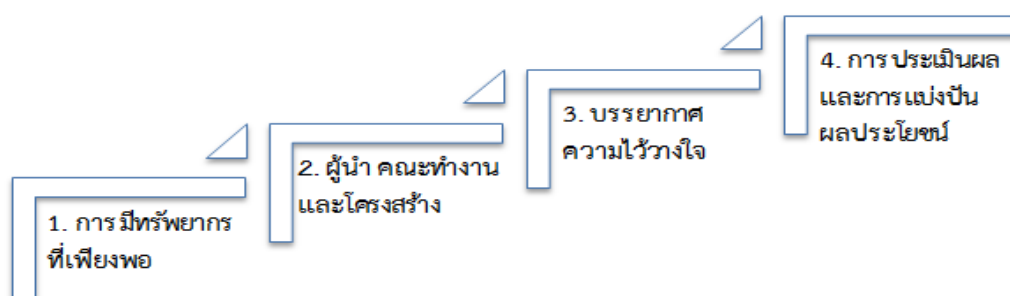 1. การมีทรัพยากร
ที่เพียงพอ
2. ผู้นำ คณะทำงาน
และโครงสร้าง
3. บรรยากาศ
ความไว้วางใจ
4. การประเมินผล
และการแบ่งปัน
ผลประโยชน์